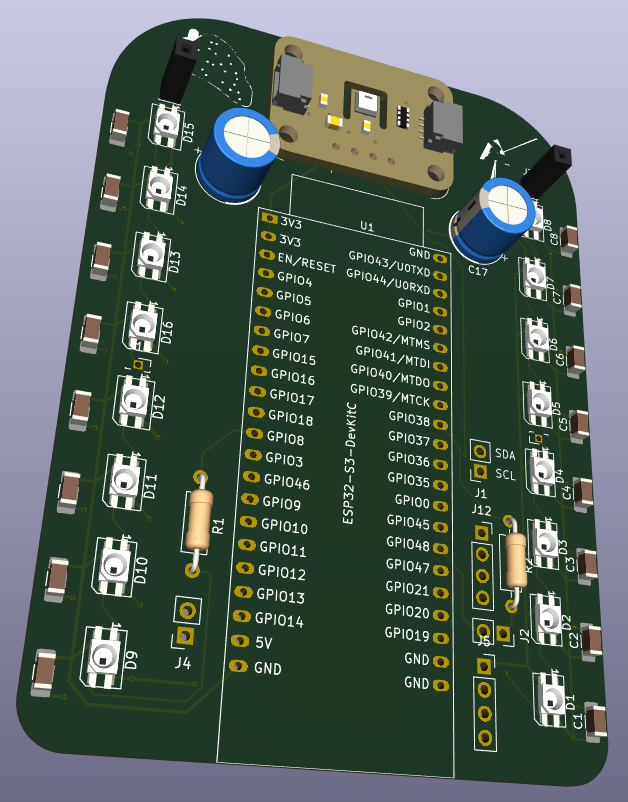 D15
D14
D13
D16
D12
D11
D10
D9
+
U1
3V3
3V3
EN/RESET
GPIO4
GPIO5
GPIO6
GPIO7
GPIO15
GPIO16
GPIO17
GPIO18
GPIO8
GPIO3
GPIO46
GPIO9
GPIO10
GPIO11
GPIO12
GPIO13
GPIO14
5V
GND
GND
GPIO43/U0TXD
GPIO44/U0RXD
GPIO1
GPIO2
GPIO42/MTMS
GPIO41/MTDI
GPIO40/MTDO
GPIO39/MTCK
GPIO38
GPIO37
GPIO36
GPIO35
GPIO0
GPIO45
GPIO48
GPIO47
GPIO21
GPIO20
GPIO19
GND
GND
ESP32-S3-DevKitC
R1
J4
+
C17
SDA
SCL
J1
J12
J5
J2
D8
C8
D7
C7
D6
C6
D5
C5
D4
C4
D3
C3
D2
C2
D1
C1